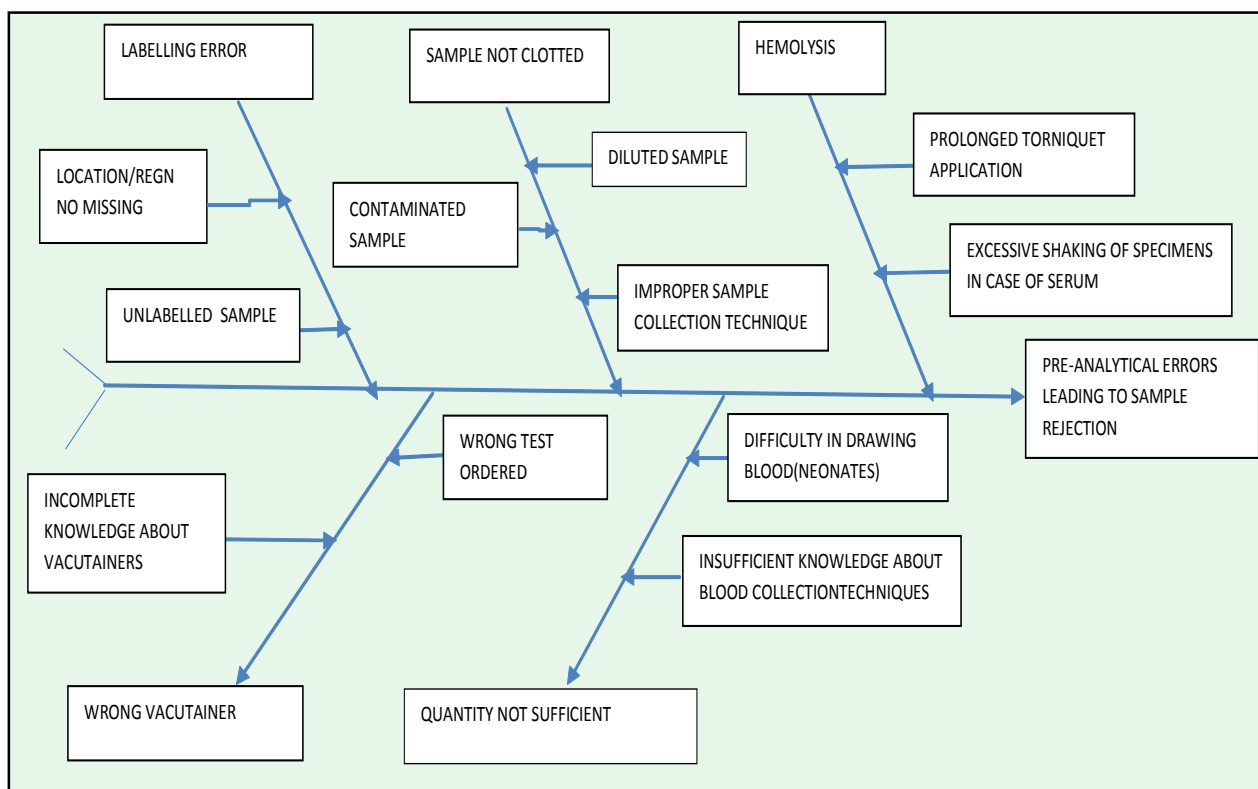 LABELLING ERROR
SAMPLE NOT CLOTTED
HEMOLYSIS
LOCATION/REGN
NO MISSING
UNLABELLED SAMPLE
DILUTED SAMPLE
CONTAMINATED
SAMPLE
IMPROPER SAMPLE
COLLECTION TECHNIQUE
PROLONGED TORNIQUET
APPLICATION
EXCESSIVE SHAKING OF SPECIMENS
IN CASE OF SERUM
PRE-ANALYTICAL ERRORS
LEADING TO SAMPLE
REJECTION
WRONG TEST
ORDERED
INCOMPLETE
KNOWLEDGE ABOUT
VACUTAINERS
WRONG VACUTAINER
DIFFICULTY IN DRAWING
BLOOD(NEONATES)
INSUFFICIENT KNOWLEDGE ABOUT
BLOOD COLLECTIONTECHNIQUES
QUANTITY NOT SUFFICIENT